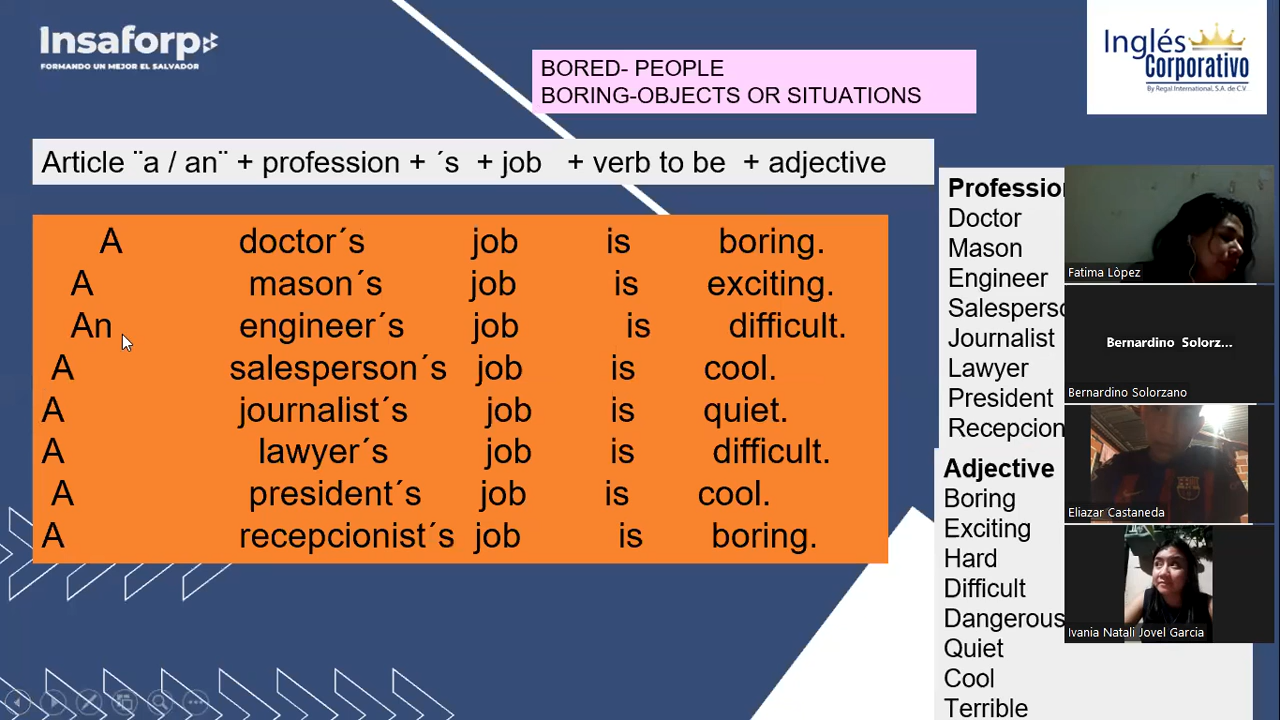 Insaforp
FORMANDO UN MEJOR EL SALVADOR
BORED- PEOPLE
BORING-OBJECTS OR SITUATIONS
Inglés
Corporativo
By Regal International, S.A. de C.V.
Article ¨a / an¨ + profession + ´s + job + verb to be + adjective
A doctor´s job is boring.
A mason´s job is exciting.
An engineer´s job is difficult.
A salesperson´s job is cool.
A journalist´s job is quiet.
A lawyer´s job is difficult.
A president´s job is cool.
A recepcionist´s job is boring.
Professio
Doctor
Mason
Engineer
Salesperso
Journalist
Lawyer
President
Recepcion
Adjective
Boring
Exciting
Hard
Difficult
Dangerous
Quiet
Cool
Terrible
Fatima Lòpez
Bernardino Solorz...
Bernardino Solorzano
Eliazar Castaneda
Ivania Natali Jovel Garcia